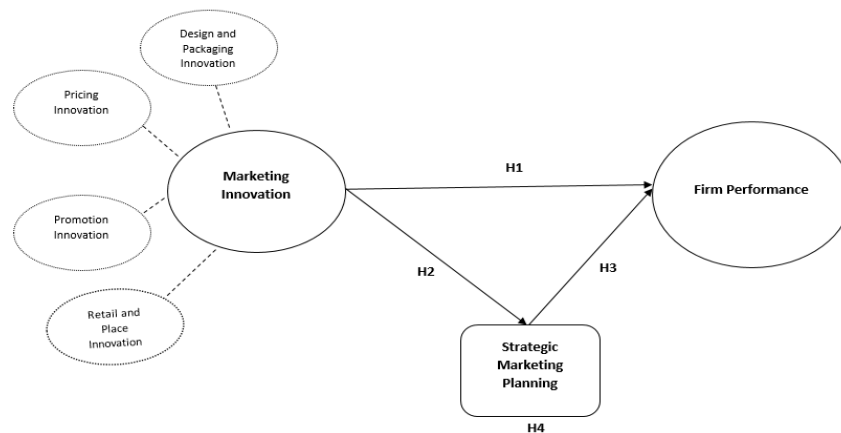 Design and
Packaging
Innovation
Pricing
Innovation
Marketing
Innovation
H1
Firm Performance
Promotion
Innovation
H2
H3
Retail and
Place
Innovation
Strategic
Marketing
Planning
H4